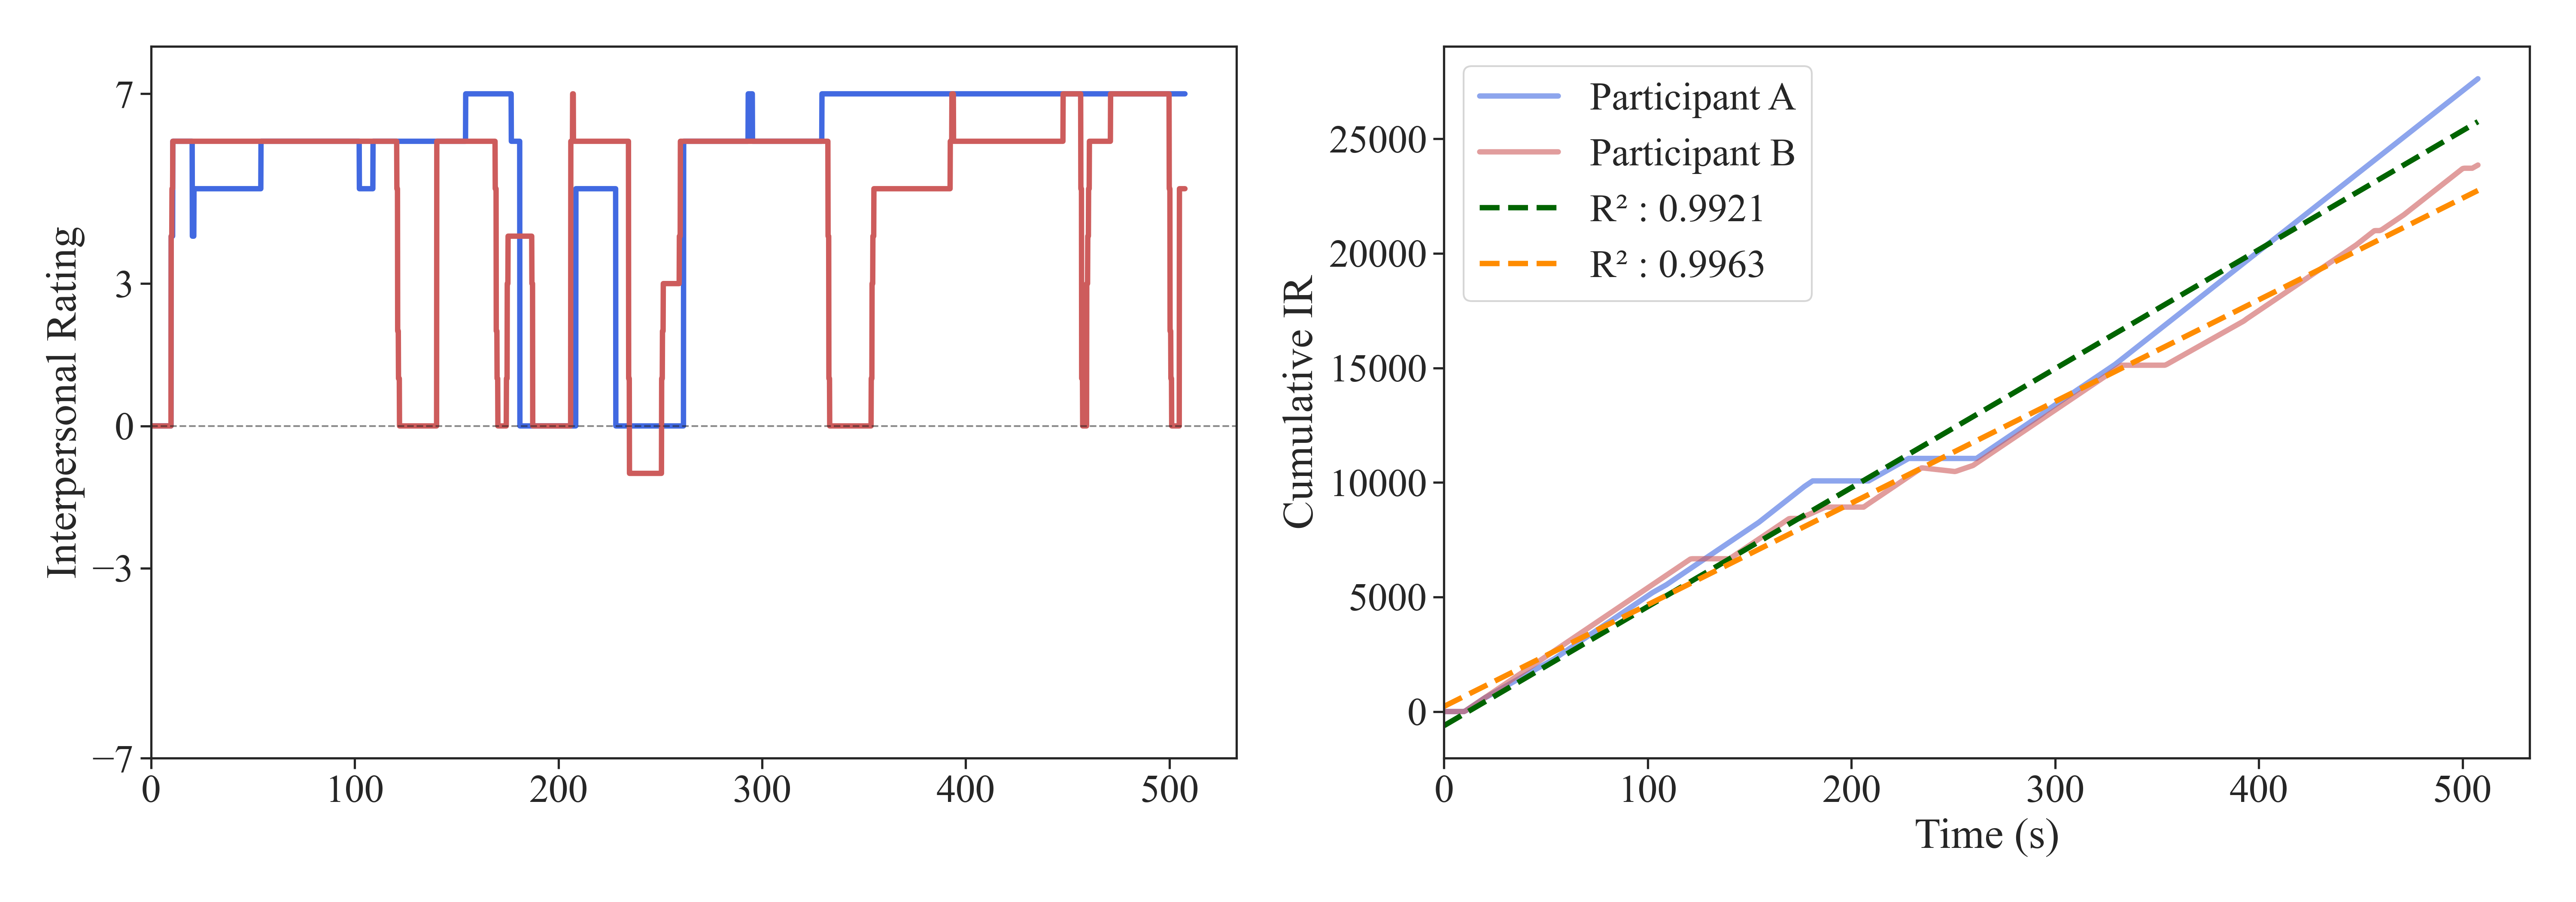 Interpersonal Rating
7
3
0
−3
−7
0 100 200 300 400 500
Cumulative IR
25000
20000
15000
10000
5000
0
0 100 200 300 400 500
Time (s)
Participant A
Participant B
R² : 0.9921
R² : 0.9963